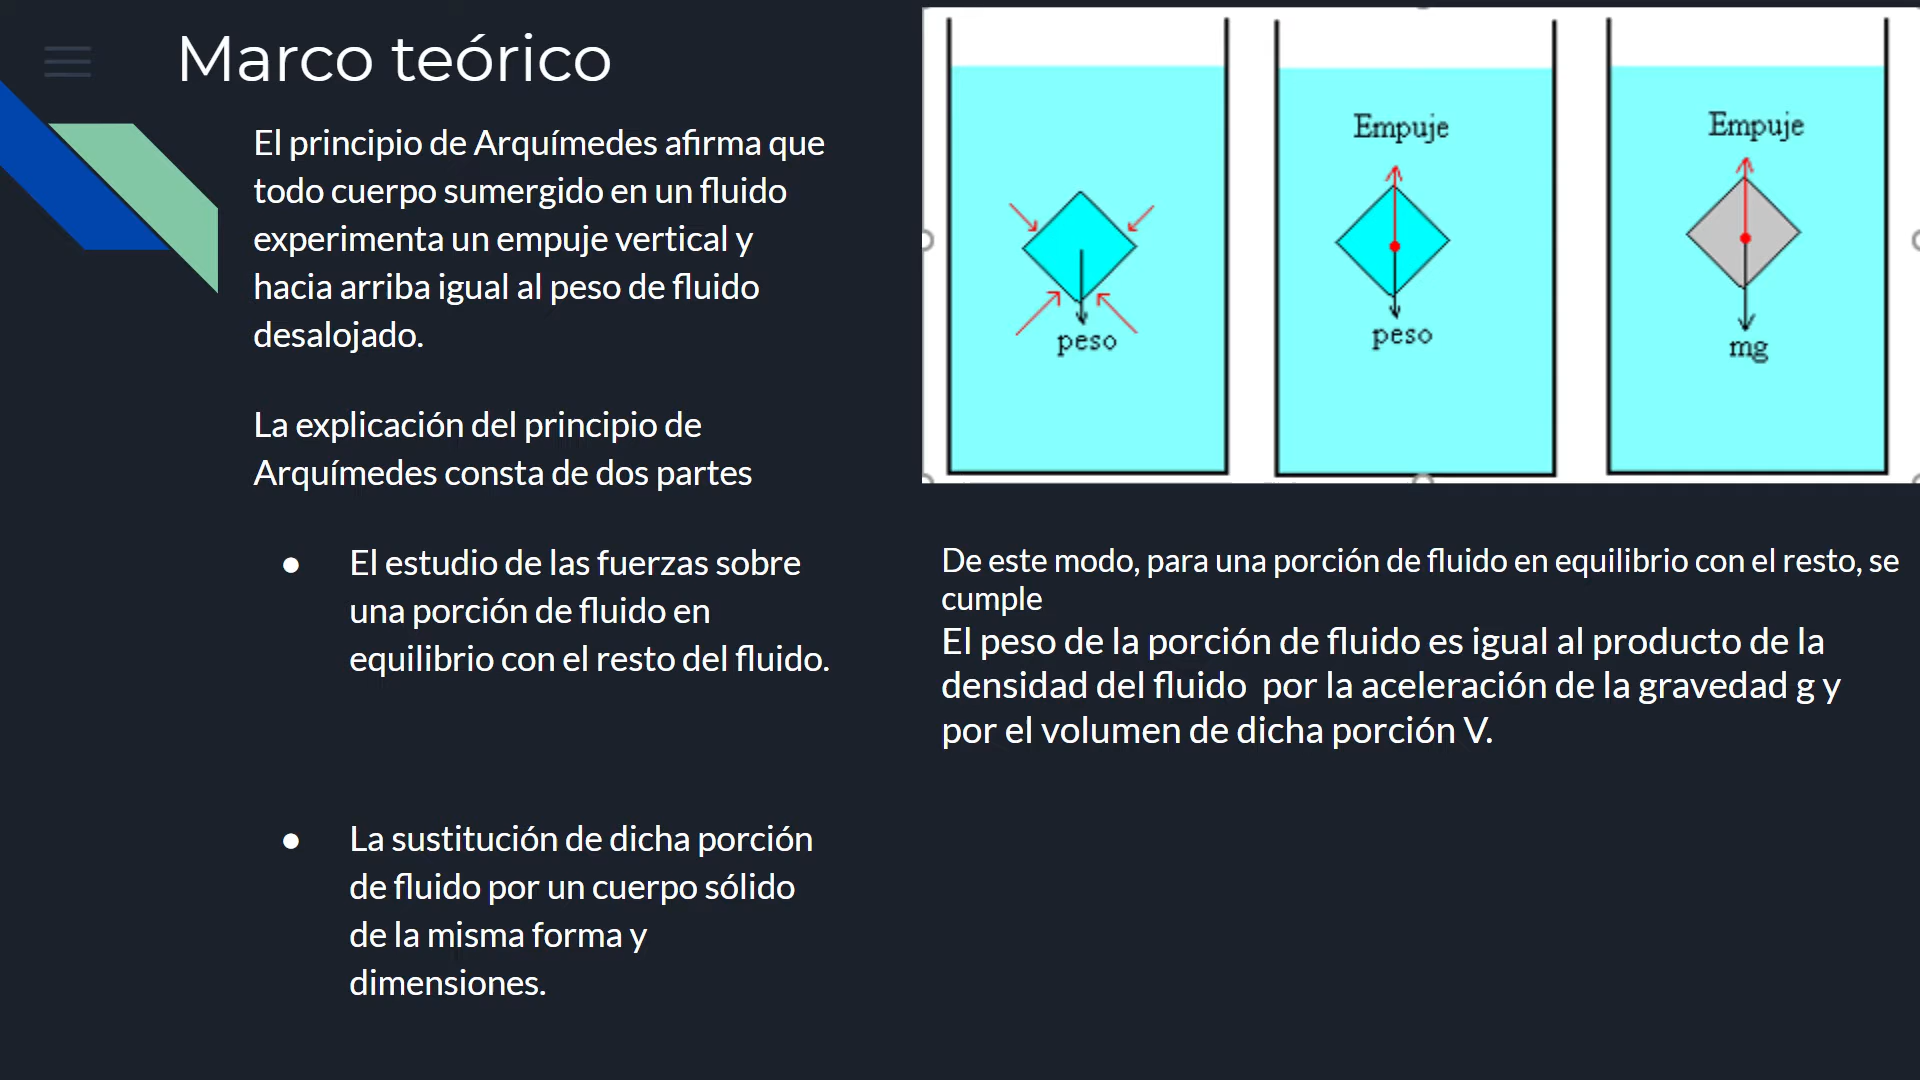 Marco teórico
El principio de Arquímedes afirma que
todo cuerpo sumergido en un fluido
experimenta un empuje vertical y
hacia arriba igual al peso de fluido
desalojado.
La explicación del principio de
Arquímedes consta de dos partes
● El estudio de las fuerzas sobre
una porción de fluido en
equilibrio con el resto del fluido.
● La sustitución de dicha porción
de fluido por un cuerpo sólido
de la misma forma y
dimensiones.
peso
Empuje
peso
Empuje
mg
De este modo, para una porción de fluido en equilibrio con el resto, se
cumple
El peso de la porción de fluido es igual al producto de la
densidad del fluido  por la aceleración de la gravedad g y
por el volumen de dicha porción V.